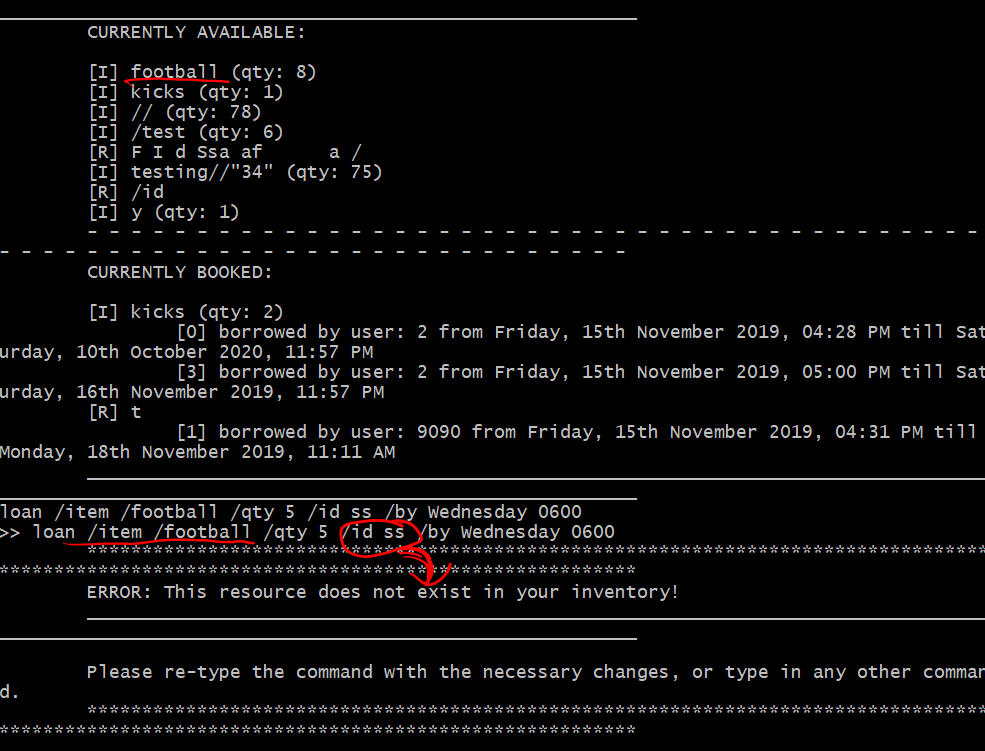 CURRENTLY AVAILABLE:
[I] football (qty: 8)
[I] kicks (qty: 1)
[I] // (qty: 78)
[I] /test (qty: 6)
[R] F I d Ssa af      a /
[I] testing//"34" (qty: 75)
[R] /id
[I] y (qty: 1)
- - - - - - - - - - - - - - - - - - - - - - - - - - - - - - - - - - -
- - - - - - - - - - - - - - - - - - - - - - - -
CURRENTLY BOOKED:
[I] kicks (qty: 2)
[0] borrowed by user: 2 from Friday, 15th November 2019, 04:28 PM till Sat
urday, 10th October 2020, 11:57 PM
[3] borrowed by user: 2 from Friday, 15th November 2019, 05:00 PM till Sat
urday, 16th November 2019, 11:57 PM
[R] t
[1] borrowed by user: 9090 from Friday, 15th November 2019, 04:31 PM till
Monday, 18th November 2019, 11:11 AM
loan /item /football /qty 5 /id ss /by Wednesday 0600
>> loan /item /football /qty 5 /id ss /by Wednesday 0600
***********************************************************************************
***********************************************************
ERROR: This resource does not exist in your inventory!
Please re-type the command with the necessary changes, or type in any other comman
d.
***********************************************************************************
***********************************************************